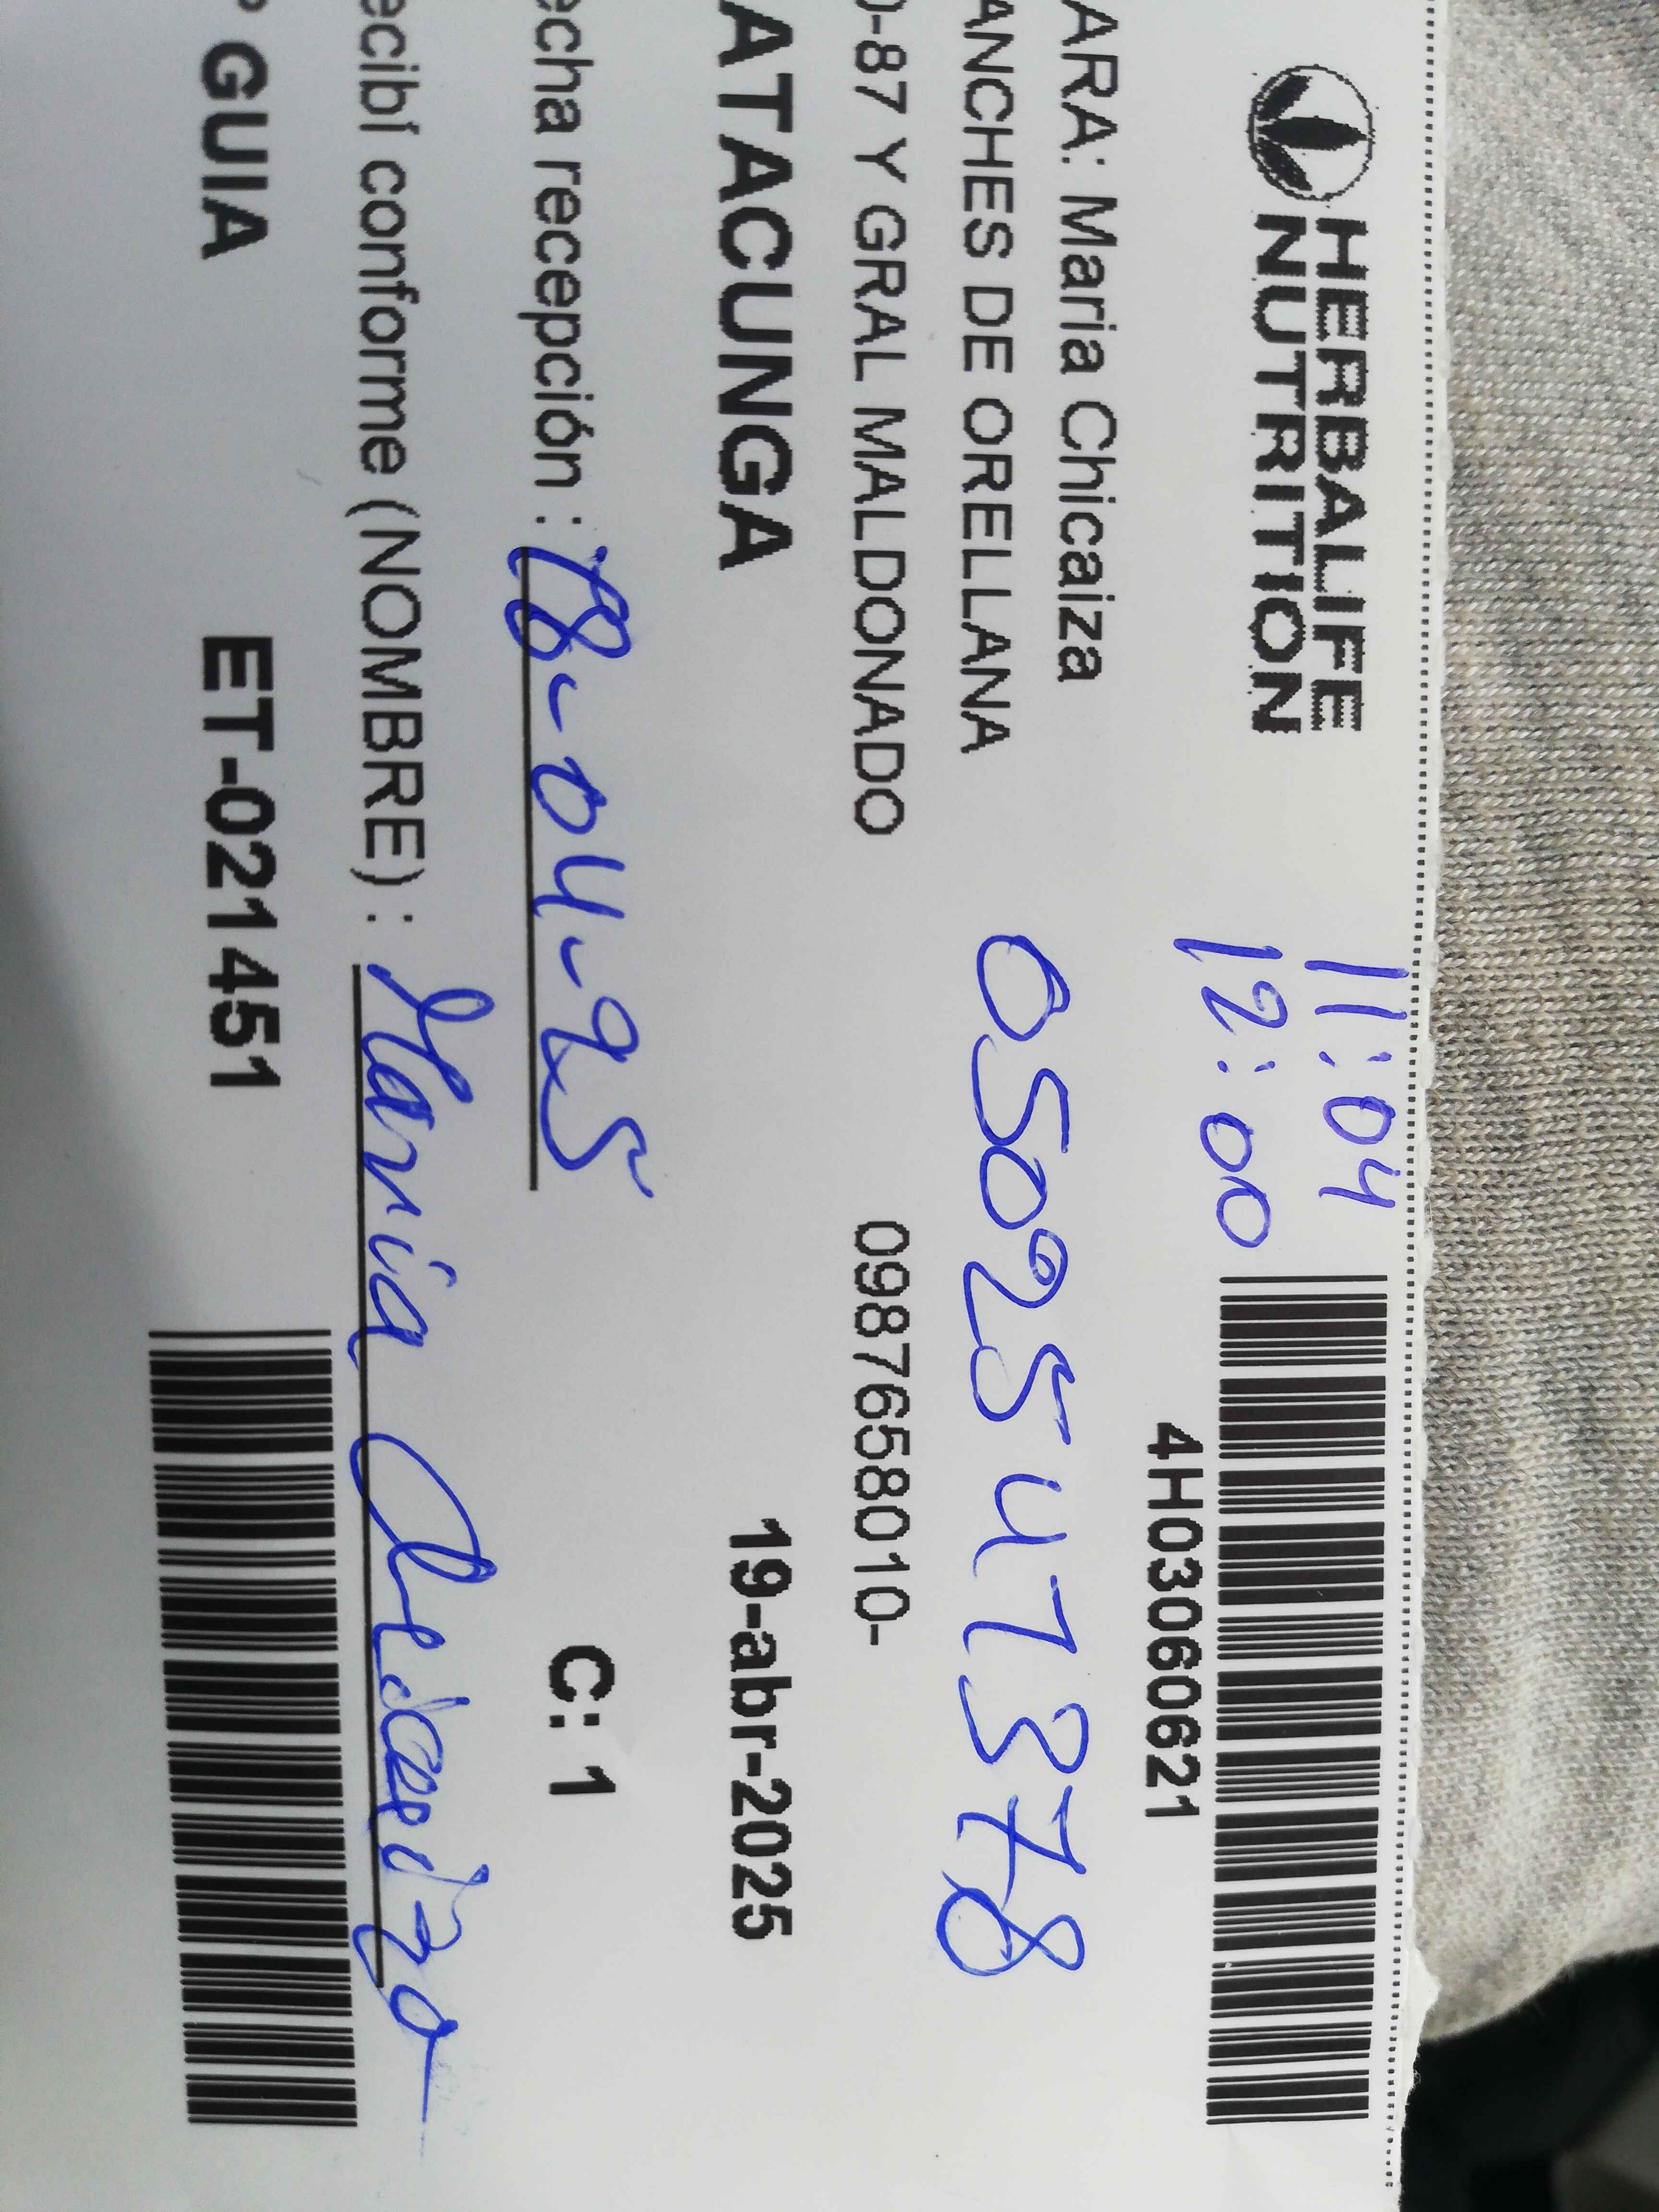 HERBALIFE
NUTRITION
11:04
12:00
4H03060621
ARA: Maria Chicaiza
ANCHES DE ORELLANA
0502547378
0-87 Y GRAL MALDONADO
0987658010-
ATACUNGA
19-abr-2025
echa recepción : 18-04-25
C: 1
ecibí conforme (NOMBRE) : Maria Chicaiza
° GUIA
ET-021451